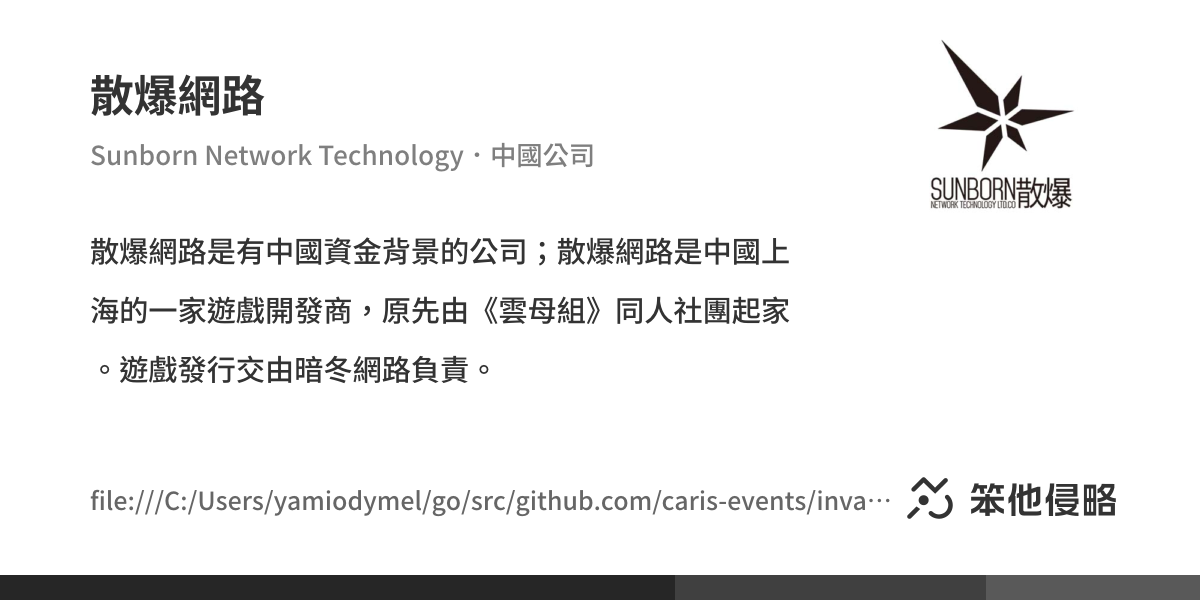 散爆網路
Sunborn Network Technology · 中國公司
SUNBORN散爆
NETWORK TECHNOLOGY LTD.CO
散爆網路是有中國資金背景的公司；散爆網路是中國上
海的一家遊戲開發商，原先由《雲母組》同人社團起家
。遊戲發行交由暗冬網路負責。
file:///C:/Users/yamiodymel/go/src/github.com/caris-events/inva…
笨他侵略